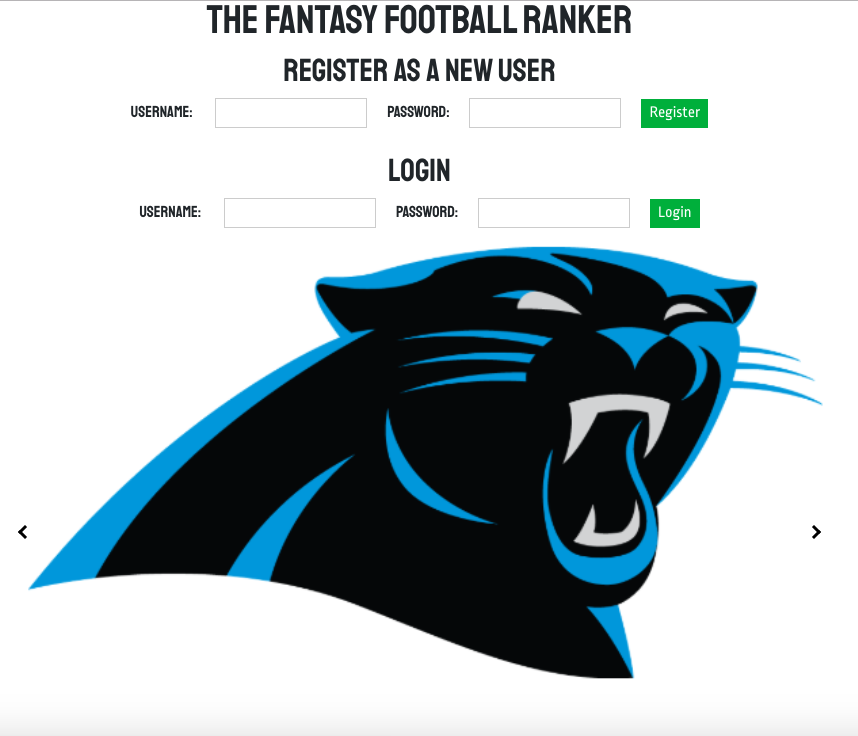 THE FANTASY FOOTBALL RANKER
REGISTER AS A NEW USER
USERNAME: PASSWORD: Register
LOGIN
USERNAME: PASSWORD: Login